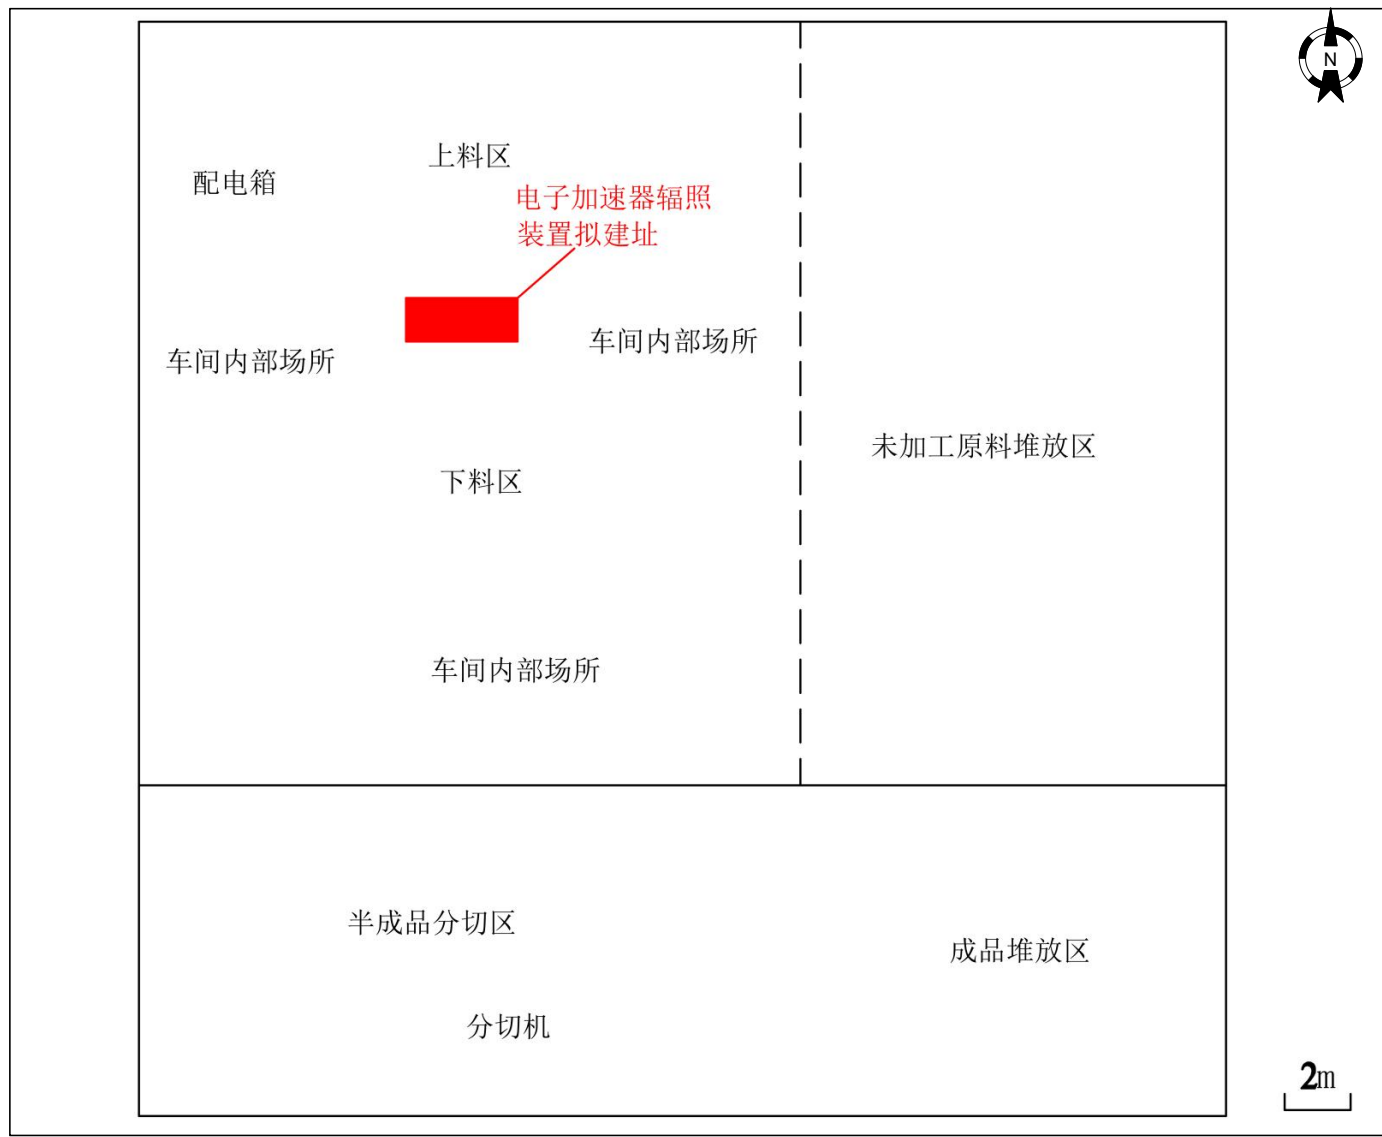 N
上料区
配电箱
电子加速器辐照
装置拟建址
车间内部场所
车间内部场所
未加工原料堆放区
下料区
车间内部场所
半成品分切区
成品堆放区
分切机
2m